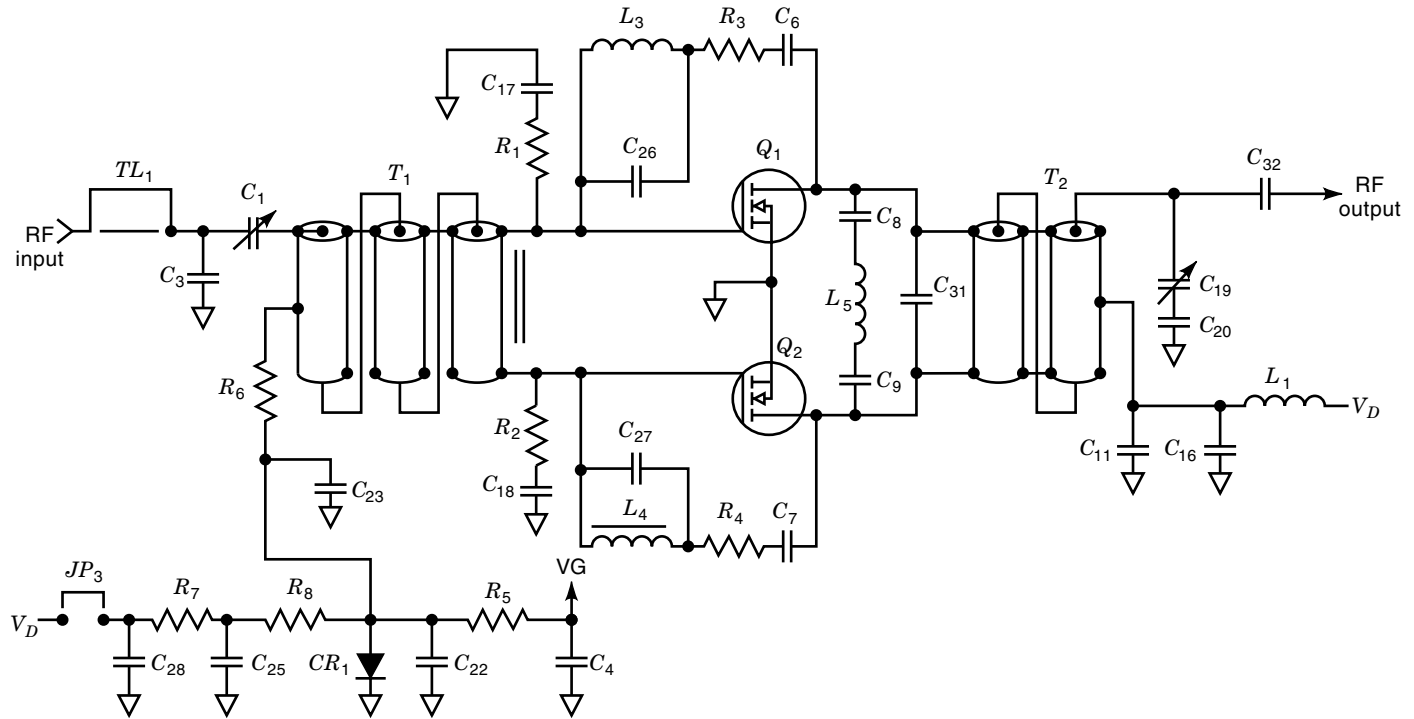 L3
R3
C6
C17
R1
C26
Q1
TL1
C1
T1
T2
C32
RF
input
RF
output
C8
C3
L5
C31
C19
C20
Q2
R6
C9
L1
VD
R2
C27
C11
C16
C18
C23
L4
R4
C7
VG
JP3
R7
R8
R5
VD
C28
C25
CR1
C22
C4